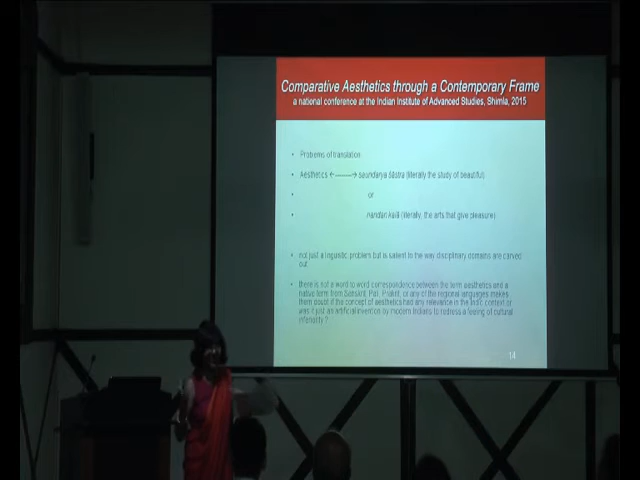 Comparative Aesthetics through a Contemporary Frame
a national conference at the Indian Institute of Advanced Studies, Shimla, 2015
• Problems of translation
• Aesthetics ←——→ saundarya śāstra (literally the study of beautiful)
• or
• nandan kalā (literally, the arts that give pleasure)
• not just a linguistic problem but is salient to the way disciplinary domains are carved
out
• there is not a word to word correspondence between the term aesthetics and a
native term from Sanskrit, Pali, Prakrit, or any of the regional languages makes
them doubt if the concept of aesthetics had any relevance in the Indic context or
was it just an artificial invention by modern Indians to redress a feeling of cultural
inferiority ?
14